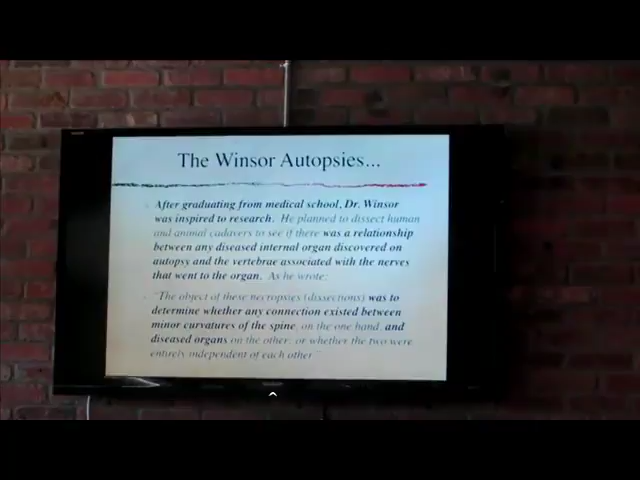 The Winsor Autopsies...
After graduating from medical school, Dr. Winsor
was inspired to research. He planned to dissect human
and animal cadavers to see if there was a relationship
between any diseased internal organ discovered on
autopsy and the vertebrae associated with the nerves
that went to the organ. As he wrote:
"The object of these necropsies (dissections) was to
determine whether any connection existed between
minor curvatures of the spine, on the one hand, and
diseased organs on the other; or whether the two were
entirely independent of each other."